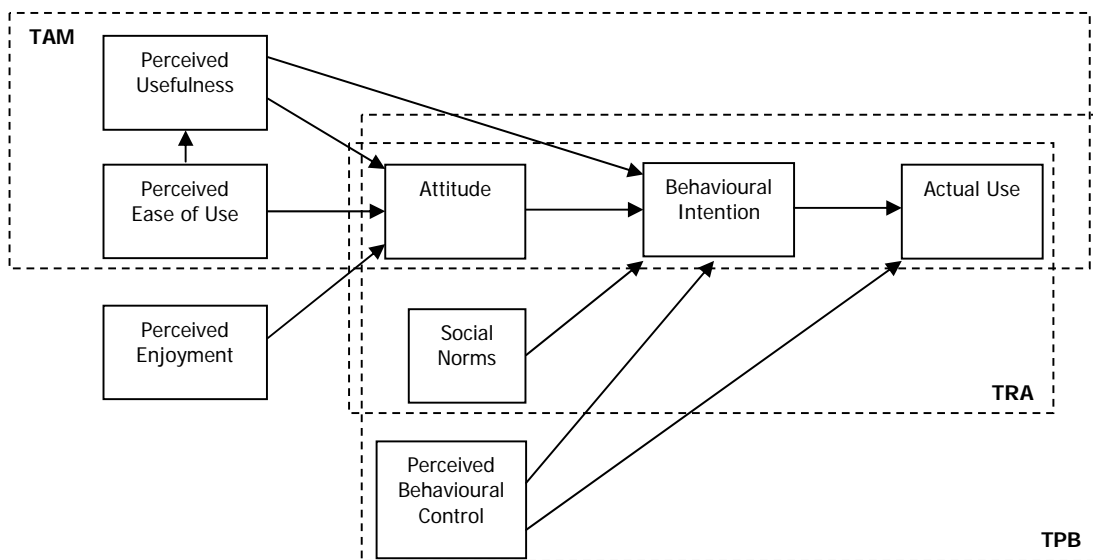 TAM
Perceived
Usefulness
Perceived
Ease of Use
Attitude
Behavioural
Intention
Actual Use
Perceived
Enjoyment
Social
Norms
TRA
Perceived
Behavioural
Control
TPB